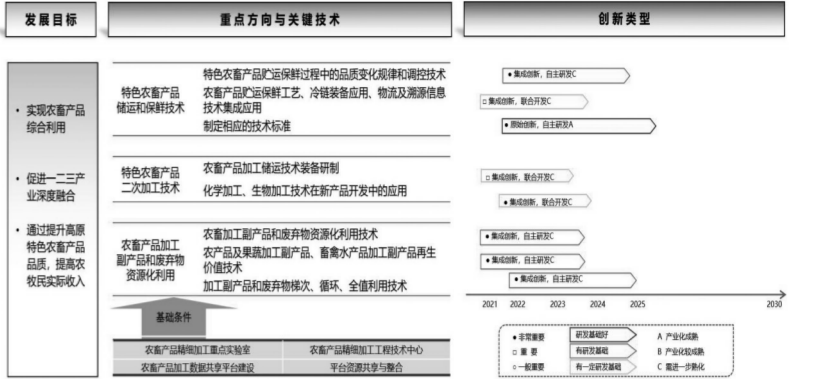 发展目标
重点方向与关键技术
创新类型
• 实现农畜产品
综合利用
• 促进一二三产
业深度融合
• 通过提升高原
特色农畜产品
品质，提高农
牧民实际收入
特色农畜产品
储运和保鲜技术
特色农畜产品贮运保鲜过程中的品质变化规律和调控技术
农畜产品贮运保鲜工艺、冷链装备应用、物流及溯源信息
技术集成应用
制定相应的技术标准
特色农畜产品
二次加工技术
农畜产品加工储运技术装备研制
化学加工、生物加工技术在新产品开发中的应用
农畜产品加工
副产品和废弃物
资源化利用
农畜加工副产品和废弃物资源化利用技术
农产品及果蔬加工副产品、畜禽水产品加工副产品再生
价值技术
加工副产品和废弃物梯次、循环、全值利用技术
● 集成创新，自主研发C
□ 集成创新，联合开发C
● 原始创新，自主研发A
□ 集成创新，联合开发C
● 集成创新，联合开发C
● 集成创新，自主研发C
● 集成创新，自主研发C
● 集成创新，自主研发C
2021 2022 2023 2024 2025 2030
基础条件
农畜产品精细加工重点实验室
农畜产品精细加工工程技术中心
农畜产品加工数据共享平台建设
平台资源共享与整合
● 非常重要 研发基础好 A 产业化成熟
□ 重 要 有研发基础 B 产业化较成熟
○ 一般重要 有一定研发基础 C 需进一步熟化